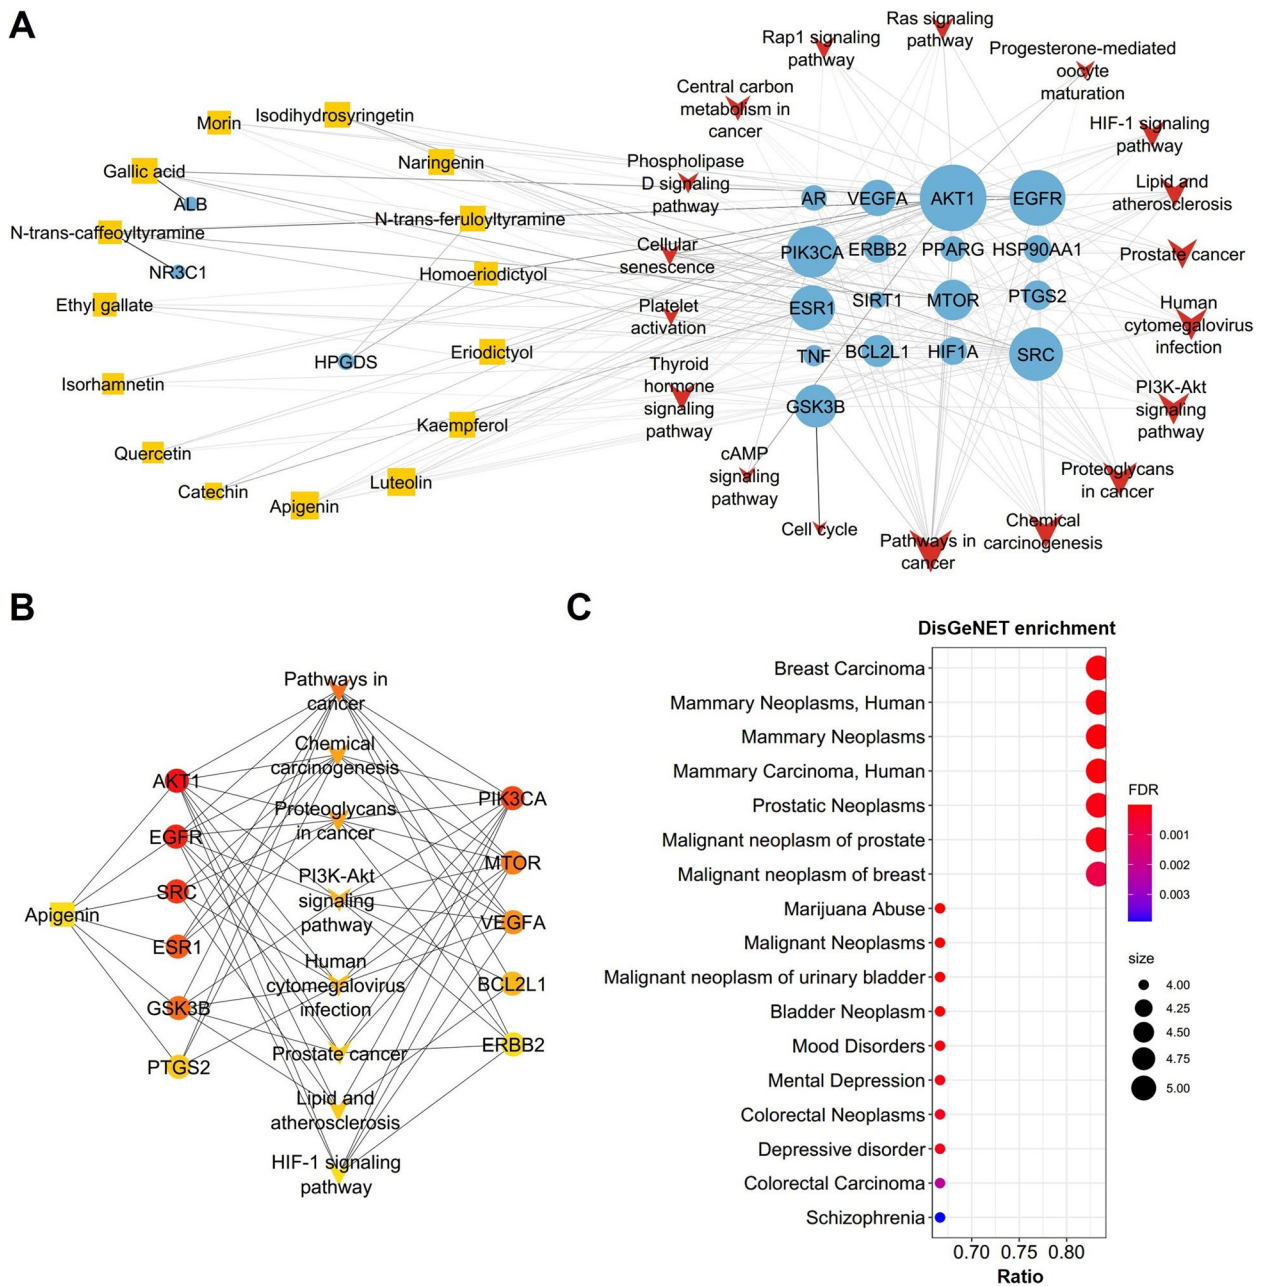 A
Morin
Isodihydrosyringetin
Gallic acid
Naringenin
ALB
N-trans-caffeoyltyramine
N-trans-feruloyltyramine
NR3C1
Homoeriodictyol
Ethyl gallate
HPGDS
Eriodictyol
Isorhamnetin
Kaempferol
Quercetin
Catechin
Luteolin
Apigenin
Ras signaling
pathway
Rap1 signaling
pathway
Progesterone-mediated
oocyte
maturation
Central carbon
metabolism in
cancer
HIF-1 signaling
pathway
Phospholipase
D signaling
pathway
Lipid and
atherosclerosis
Cellular
senescence
Prostate cancer
Platelet
activation
Human
cytomegalovirus
infection
Thyroid
hormone
signaling
pathway
PI3K-Akt
signaling
pathway
cAMP
signaling
pathway
Proteoglycans
in cancer
Cell cycle
Pathways in
cancer
Chemical
carcinogenesis
AR
VEGFA
AKT1
EGFR
PIK3CA
ERBB2
PPARG
HSP90AA1
ESR1
SIRT1
MTOR
PTGS2
TNF
BCL2L1
HIF1A
SRC
GSK3B
B
Apigenin
AKT1
EGFR
SRC
ESR1
GSK3B
PTGS2
Pathways in
cancer
Chemical
carcinogenesis
Proteoglycans
in cancer
PI3K-Akt
signaling
pathway
Human
cytomegalovirus
infection
Prostate cancer
Lipid and
atherosclerosis
HIF-1 signaling
pathway
PIK3CA
MTOR
VEGFA
BCL2L1
ERBB2
C
DisGeNET enrichment
Breast Carcinoma
Mammary Neoplasms, Human
Mammary Neoplasms
Mammary Carcinoma, Human
Prostatic Neoplasms
Malignant neoplasm of prostate
Malignant neoplasm of breast
Marijuana Abuse
Malignant Neoplasms
Malignant neoplasm of urinary bladder
Bladder Neoplasm
Mood Disorders
Mental Depression
Colorectal Neoplasms
Depressive disorder
Colorectal Carcinoma
Schizophrenia
0.70 0.75 0.80
Ratio
FDR
0.001
0.002
0.003
size
4.00
4.25
4.50
4.75
5.00